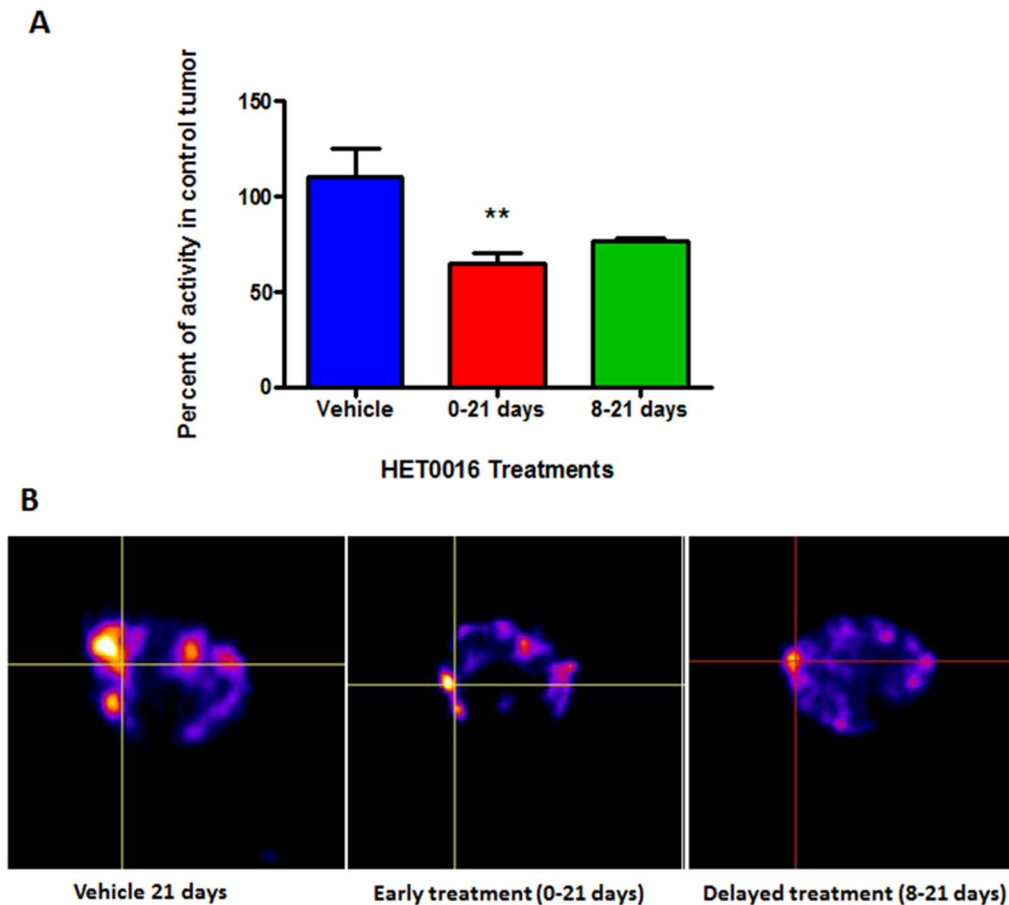 A
Percent of activity in control tumor
150
100
50
0
**
Vehicle
0-21 days
8-21 days
HET0016 Treatments
B
Vehicle 21 days
Early treatment (0-21 days)
Delayed treatment (8-21 days)